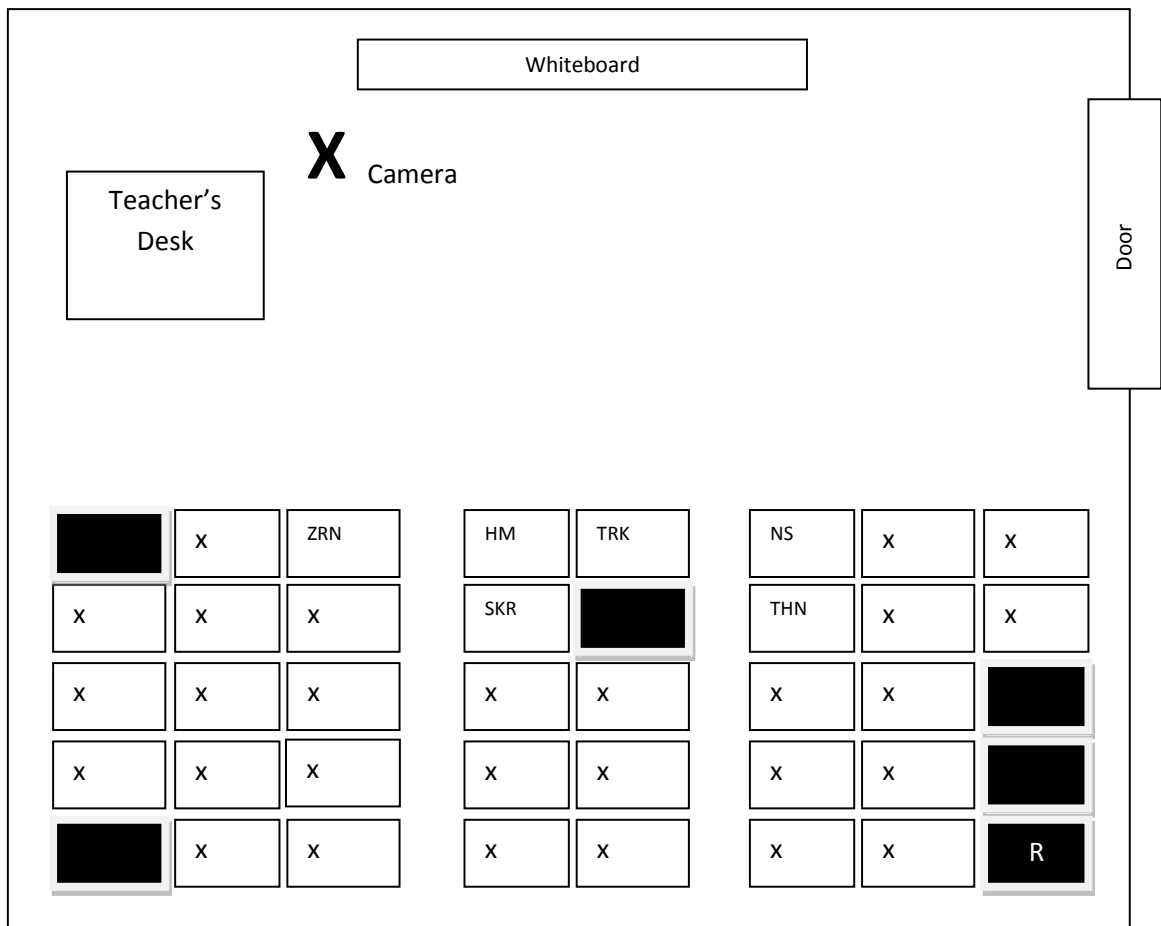 Whiteboard
X Camera
Teacher's
Desk
Door
x ZRN HM TRK NS x x
x x x SKR THN x x
x x x x x x x
x x x x x x x
x x x x x x R